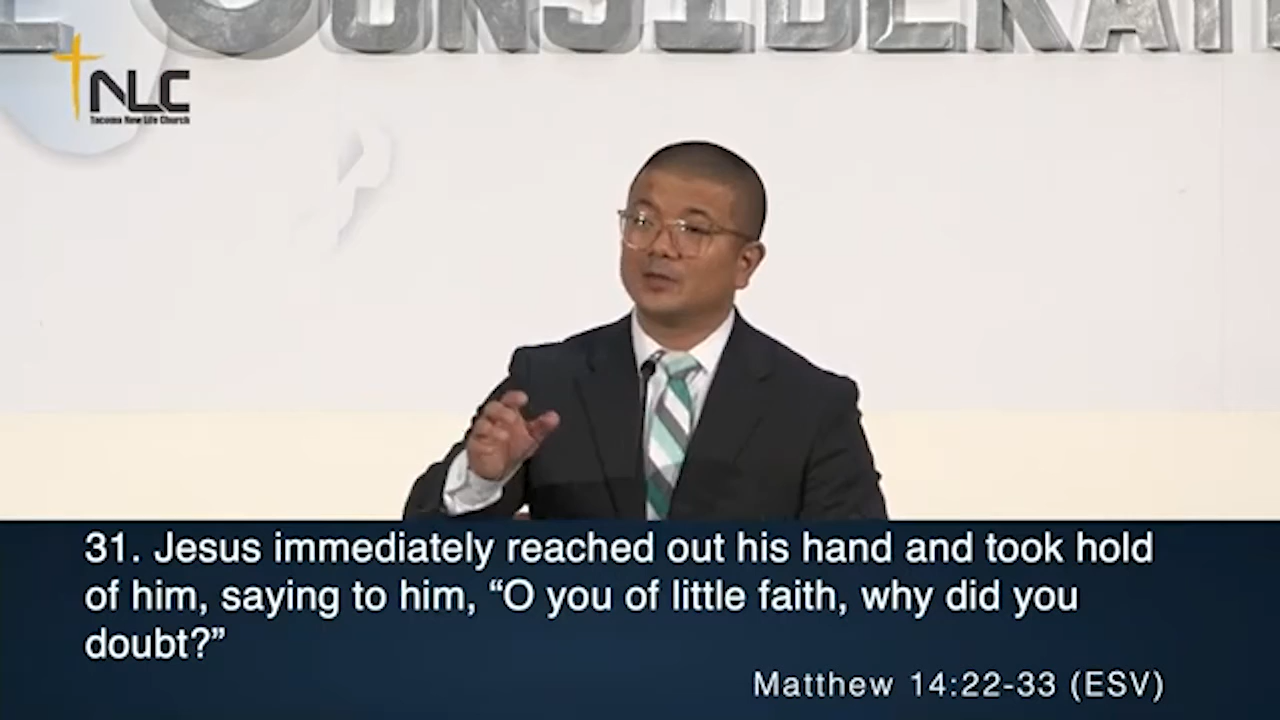 CONSIDERAT
NLC
Tacoma New Life Church
31. Jesus immediately reached out his hand and took hold
of him, saying to him, “O you of little faith, why did you
doubt?”
Matthew 14:22-33 (ESV)